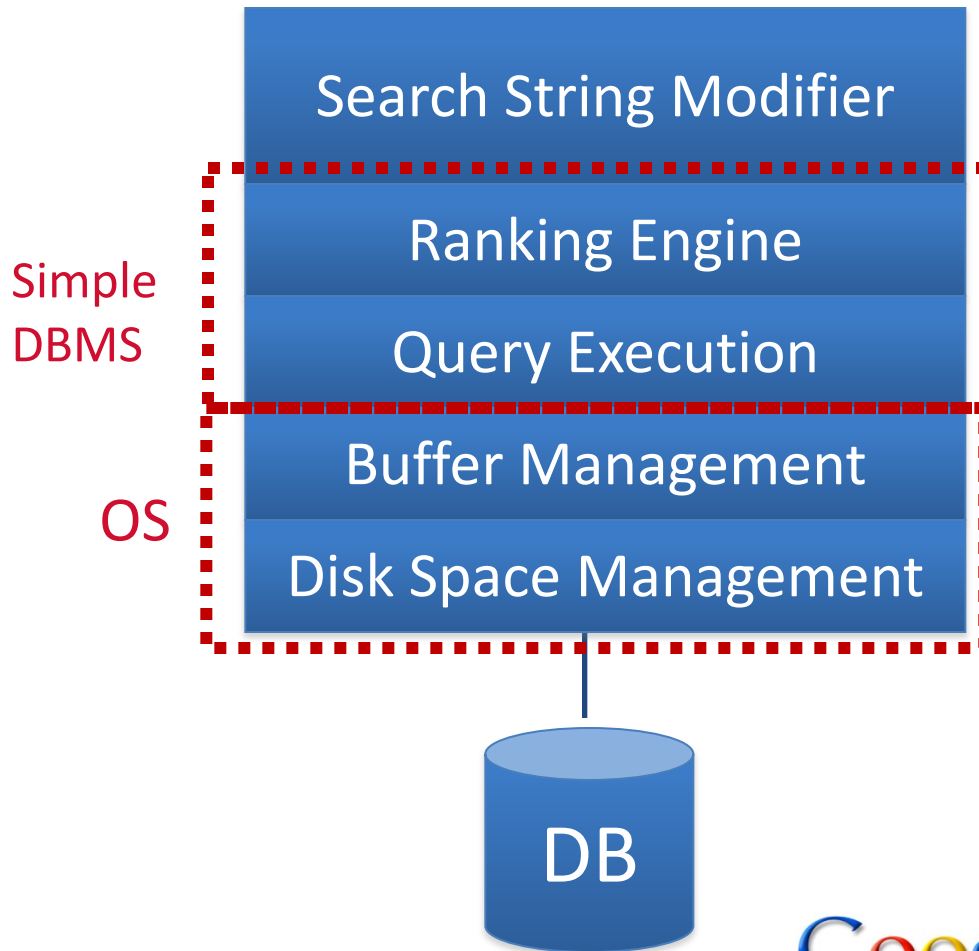 Search String Modifier
Ranking Engine
Simple
DBMS
Query Execution
Buffer Management
OS
Disk Space Management
DB